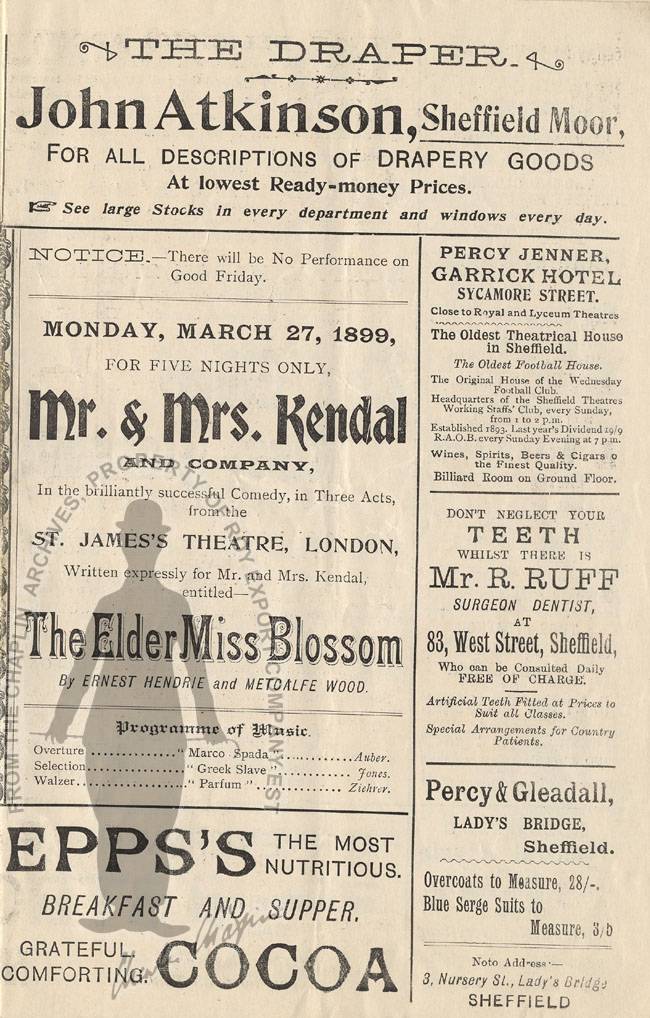 THE DRAPER.
John Atkinson, Sheffield Moor,
FOR ALL DESCRIPTIONS OF DRAPERY GOODS
At lowest Ready-money Prices.
See large Stocks in every department and windows every day.
NOTICE.—There will be No Performance on
Good Friday.
MONDAY, MARCH 27, 1899,
FOR FIVE NIGHTS ONLY,
Mr. & Mrs. Kendal
AND COMPANY,
In the brilliantly successful Comedy, in Three Acts,
from the
ST. JAMES'S THEATRE, LONDON,
Written expressly for Mr. and Mrs. Kendal,
entitled—
The Elder Miss Blossom
By ERNEST HENDRIE and METCALFE WOOD.
Programme of Music.
Overture ............... " Marco Spada " ............... Auber.
Selection ............... " Greek Slave " ............... Jones.
Walzer ............... " Parfum " ............... Ziehrer.
EPPS'S THE MOST
NUTRITIOUS.
BREAKFAST AND SUPPER.
GRATEFUL,
COMFORTING. COCOA
PERCY JENNER,
GARRICK HOTEL
SYCAMORE STREET.
Close to Royal and Lyceum Theatres
The Oldest Theatrical House
in Sheffield.
The Oldest Football House.
The Original House of the Wednesday
Football Club.
Headquarters of the Sheffield Theatres
Working Staffs' Club, every Sunday,
from 1 to 2 p.m.
Established 1893. Last year's Dividend 19/9
R.A.O.B. every Sunday Evening at 7 p.m.
Wines, Spirits, Beers & Cigars o
the Finest Quality.
Billiard Room on Ground Floor.
DON'T NEGLECT YOUR
TEETH
WHILST THERE IS
Mr. R. RUFF
SURGEON DENTIST,
AT
83, West Street, Sheffield,
Who can be Consulted Daily
FREE OF CHARGE.
Artificial Teeth Fitted at Prices to
Suit all Classes.
Special Arrangements for Country
Patients.
Percy & Gleadall,
LADY'S BRIDGE,
Sheffield.
Overcoats to Measure, 28/-.
Blue Serge Suits to
Measure,
Note Address:—
3, Nursery St., Lady's Bridge
SHEFFIELD
FROM THE CHAPLIN ARCHIVES, PROPERTY OF ROY EXPORT COMPANY EST